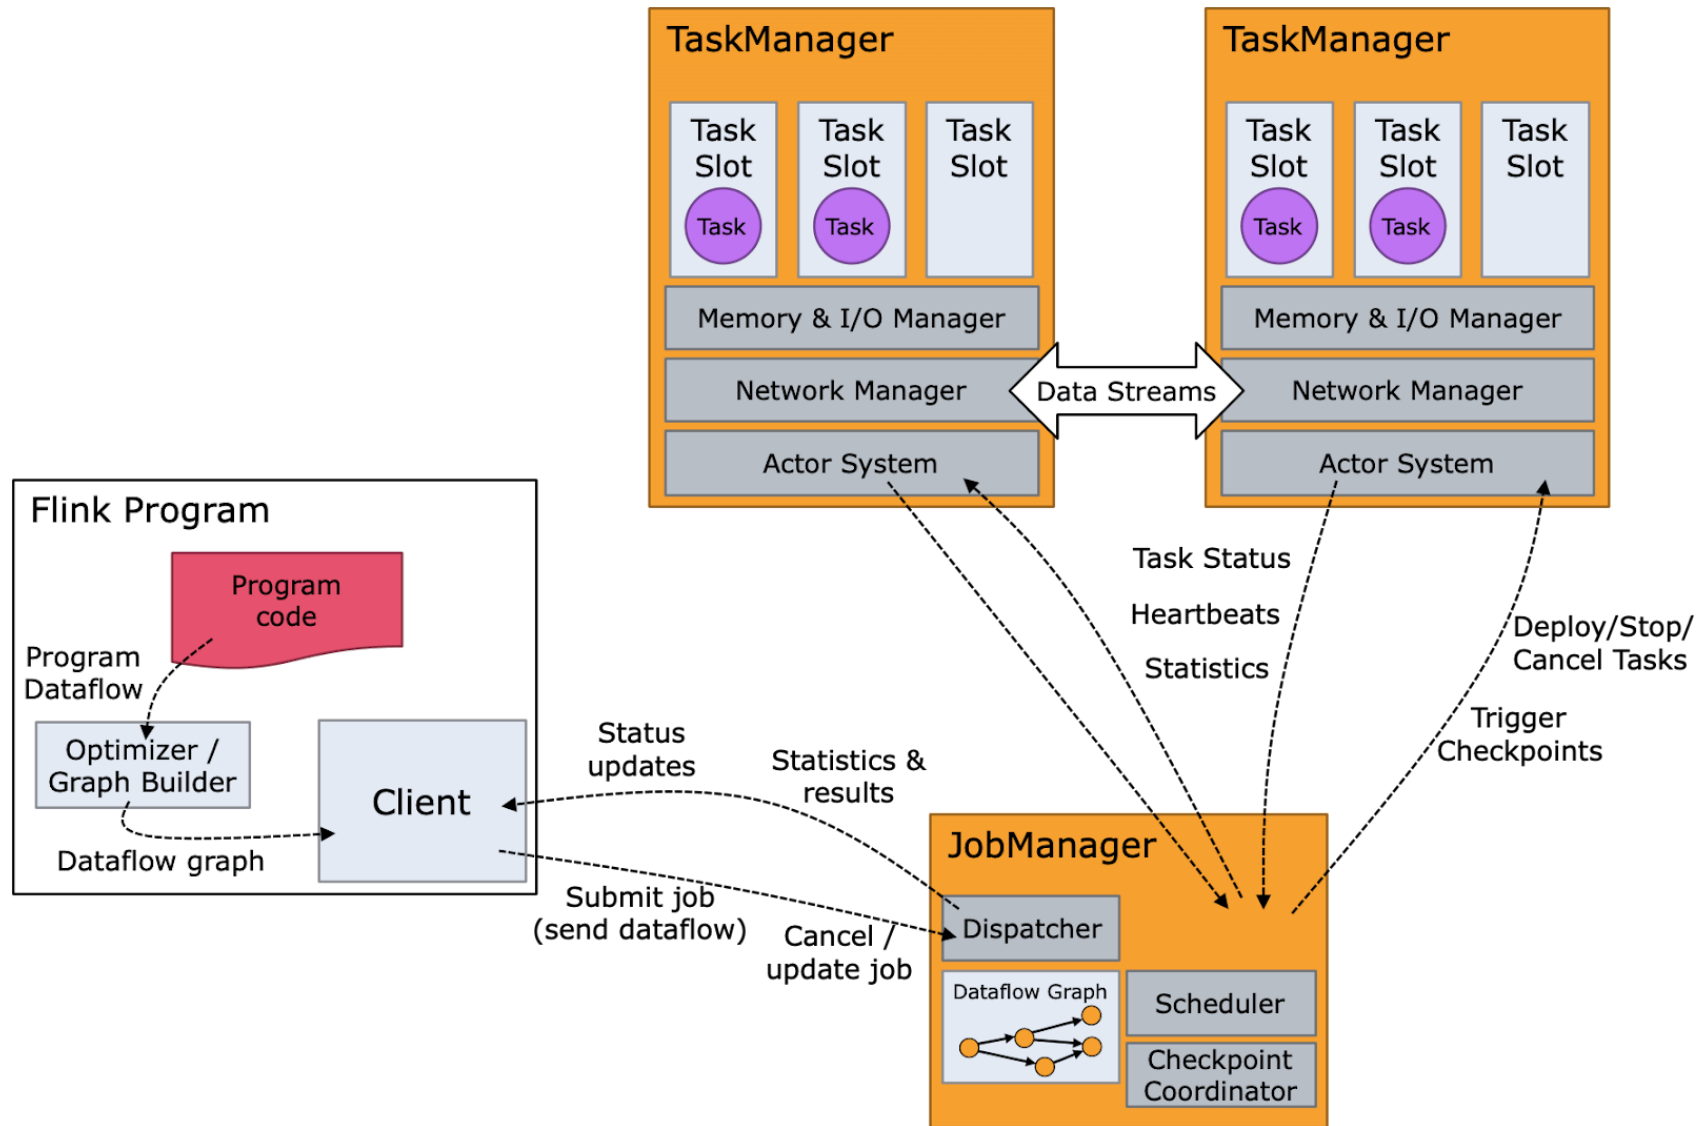 TaskManager
Task
Slot
Task
Task
Slot
Task
Task
Slot
Memory & I/O Manager
Network Manager
Actor System
Data Streams
TaskManager
Task
Slot
Task
Task
Slot
Task
Task
Slot
Memory & I/O Manager
Network Manager
Actor System
Flink Program
Program
code
Program
Dataflow
Optimizer /
Graph Builder
Dataflow graph
Client
Status
updates
Statistics &
results
Submit job
(send dataflow)
Cancel /
update job
Task Status
Heartbeats
Statistics
Deploy/Stop/
Cancel Tasks
Trigger
Checkpoints
JobManager
Dispatcher
Dataflow Graph
Scheduler
Checkpoint
Coordinator